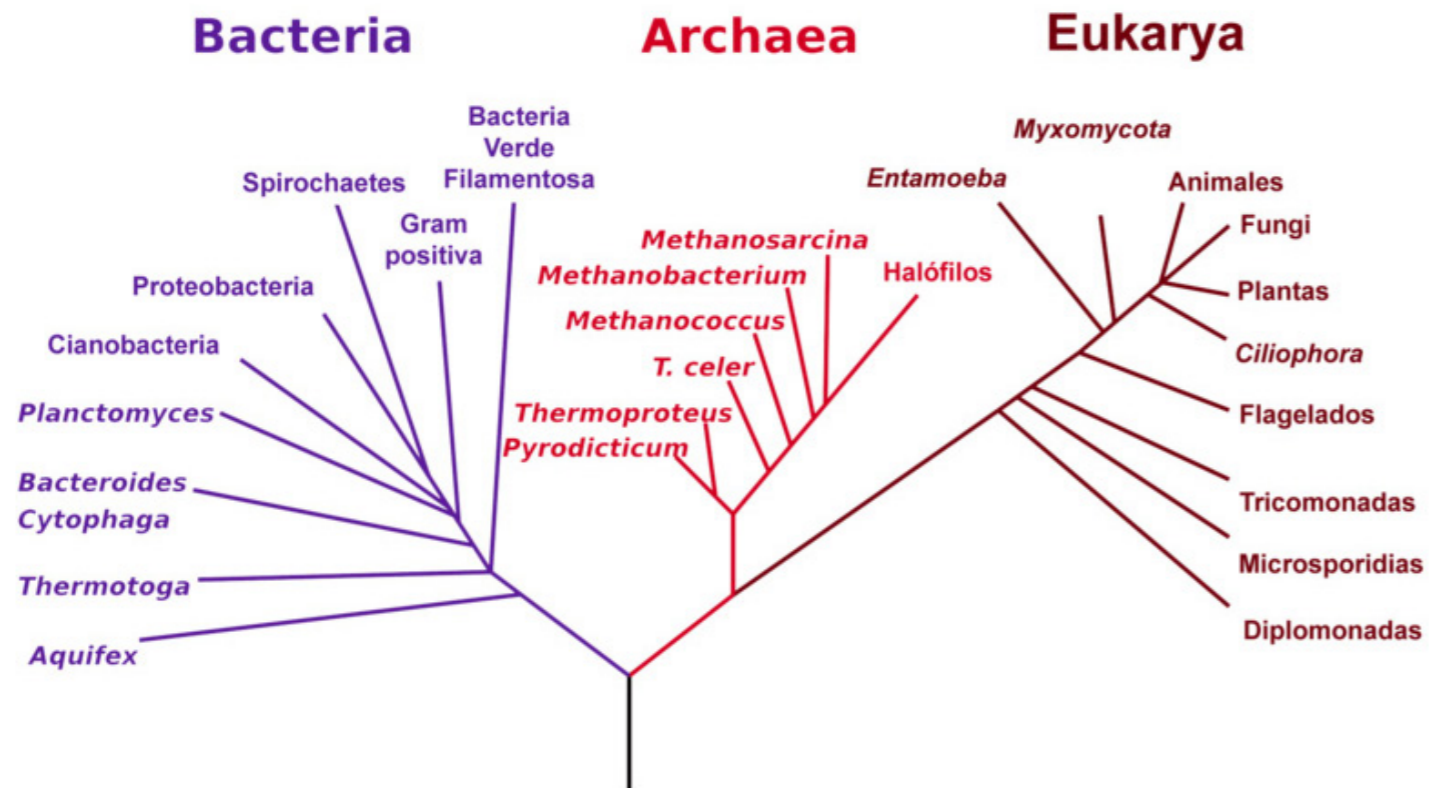 Bacteria
Archaea
Eukarya
Bacteria
Verde
Filamentosa
Spirochaetes
Gram
positiva
Proteobacteria
Cianobacteria
Planctomyces
Bacteroides
Cytophaga
Thermotoga
Aquifex
Methanosarcina
Methanobacterium
Halófilos
Methanococcus
T. celer
Thermoproteus
Pyrodicticum
Myxomycota
Entamoeba
Animales
Fungi
Plantas
Ciliophora
Flagelados
Tricomonadas
Microsporidias
Diplomonadas